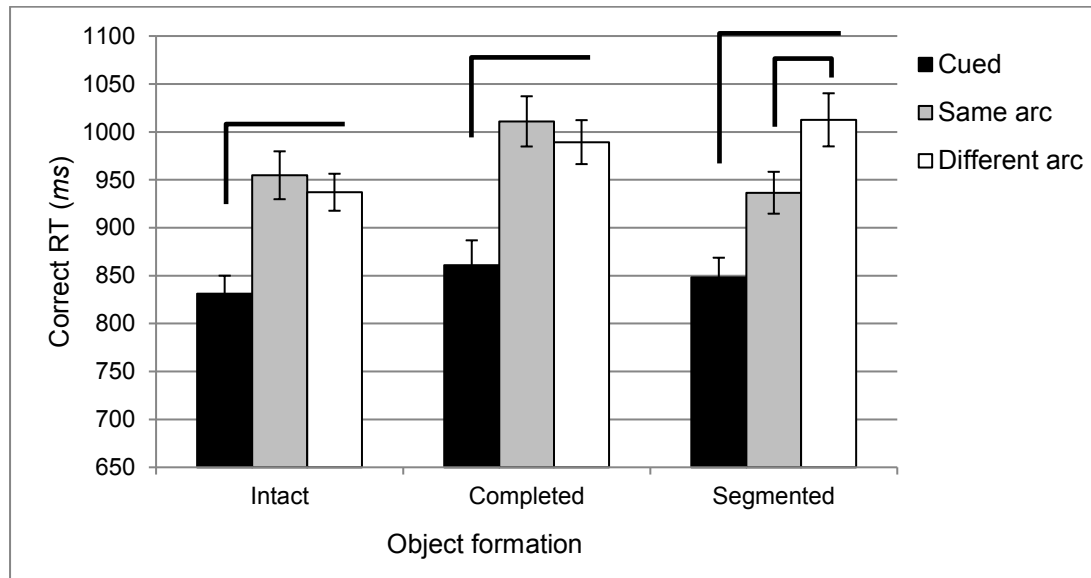 1100
1050
1000
950
900
850
800
750
700
650
Correct RT (ms)
Intact
Completed
Segmented
Object formation
Cued
Same arc
Different arc